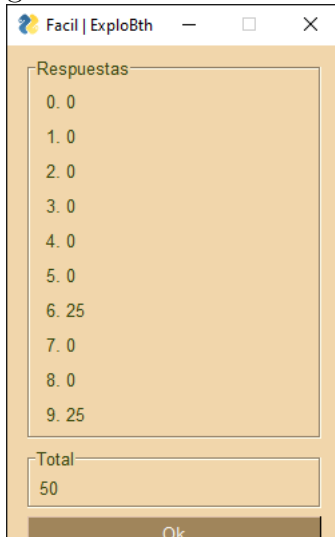 Facil | ExploBth
Respuestas
0. 0
1. 0
2. 0
3. 0
4. 0
5. 0
6. 25
7. 0
8. 0
9. 25
Total
50
Ok